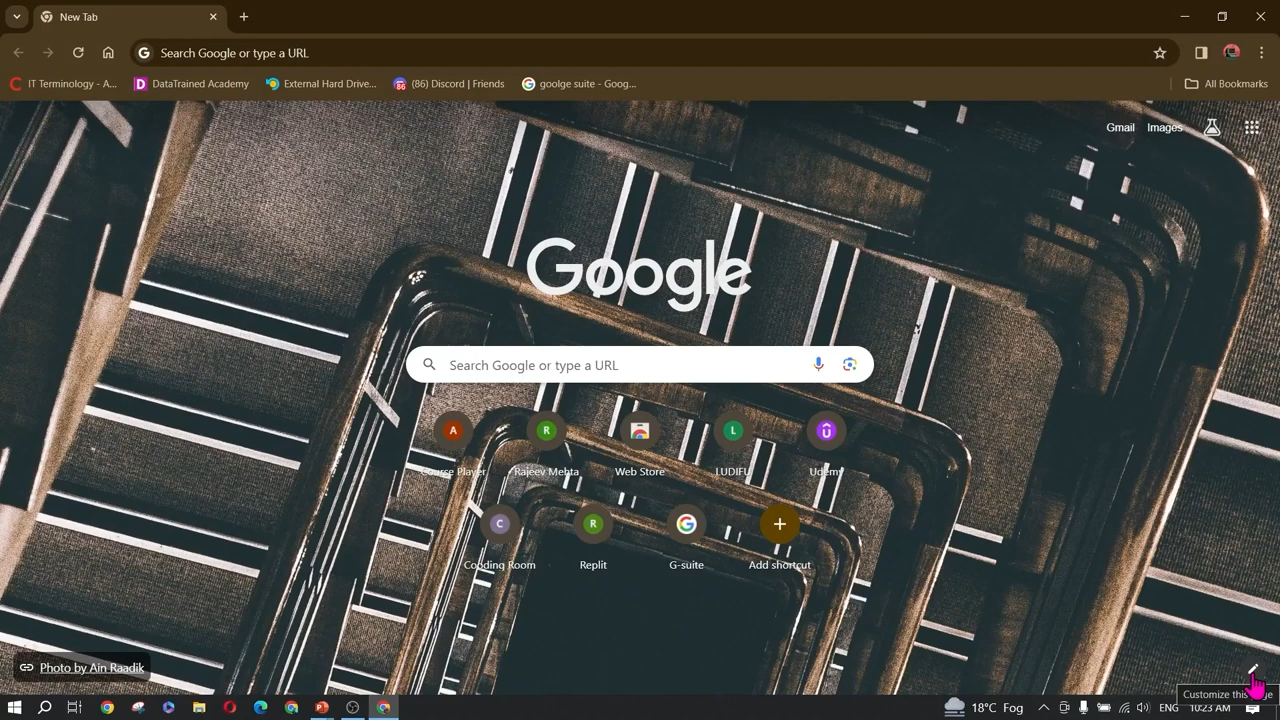 New Tab
Search Google or type a URL
IT Terminology - A...
DataTrained Academy
External Hard Drive...
(86) Discord | Friends
goolge suite - Goog...
All Bookmarks
Gmail
Images
Google
Search Google or type a URL
A
R
L
Course Player
Rajeev Mehta
Web Store
LUDIFU
Udemy
C
R
Codding Room
Replit
G-suite
Add shortcut
Photo by Ain Raadik
Customize this
18°C Fog
ENG
10:23 AM